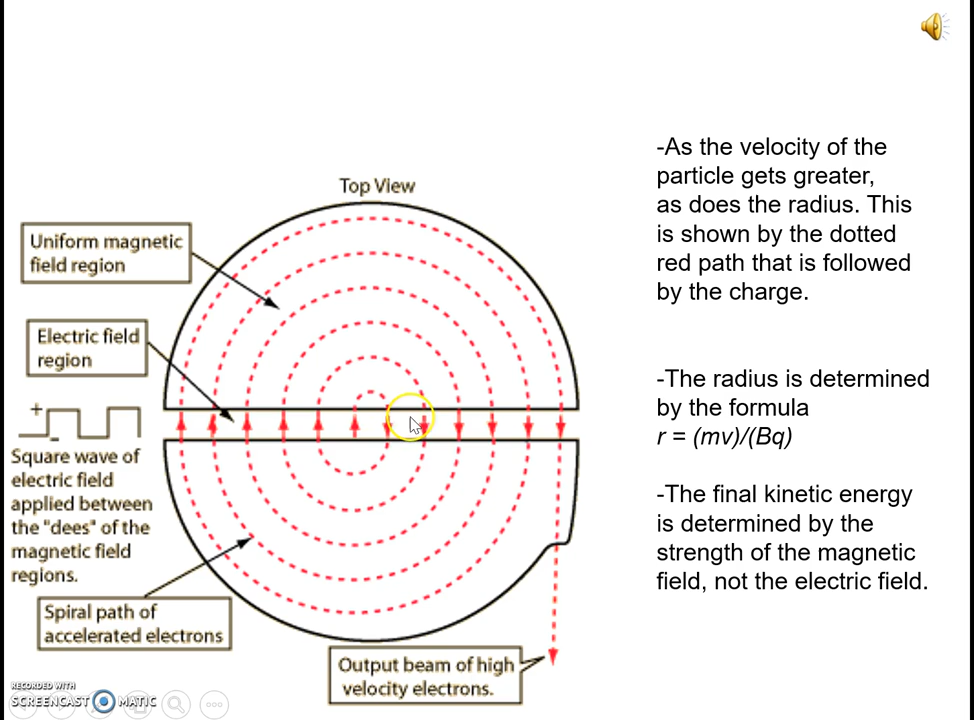 Top View
Uniform magnetic
field region
Electric field
region
+
-
Square wave of
electric field
applied between
the "dees" of the
magnetic field
regions.
Spiral path of
accelerated electrons
Output beam of high
velocity electrons.
-As the velocity of the
particle gets greater,
as does the radius. This
is shown by the dotted
red path that is followed
by the charge.
-The radius is determined
by the formula
r = (mv)/(Bq)
-The final kinetic energy
is determined by the
strength of the magnetic
field, not the electric field.
RECORDED WITH
SCREENCAST MATIC